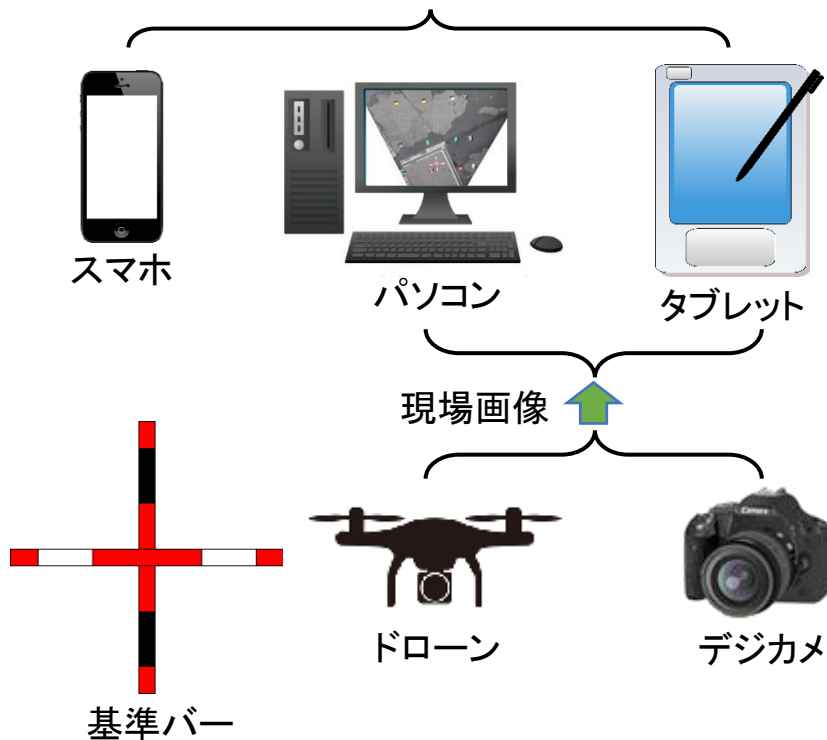 スマホ
パソコン
タブレット
現場画像
ドローン
デジカメ
基準バー